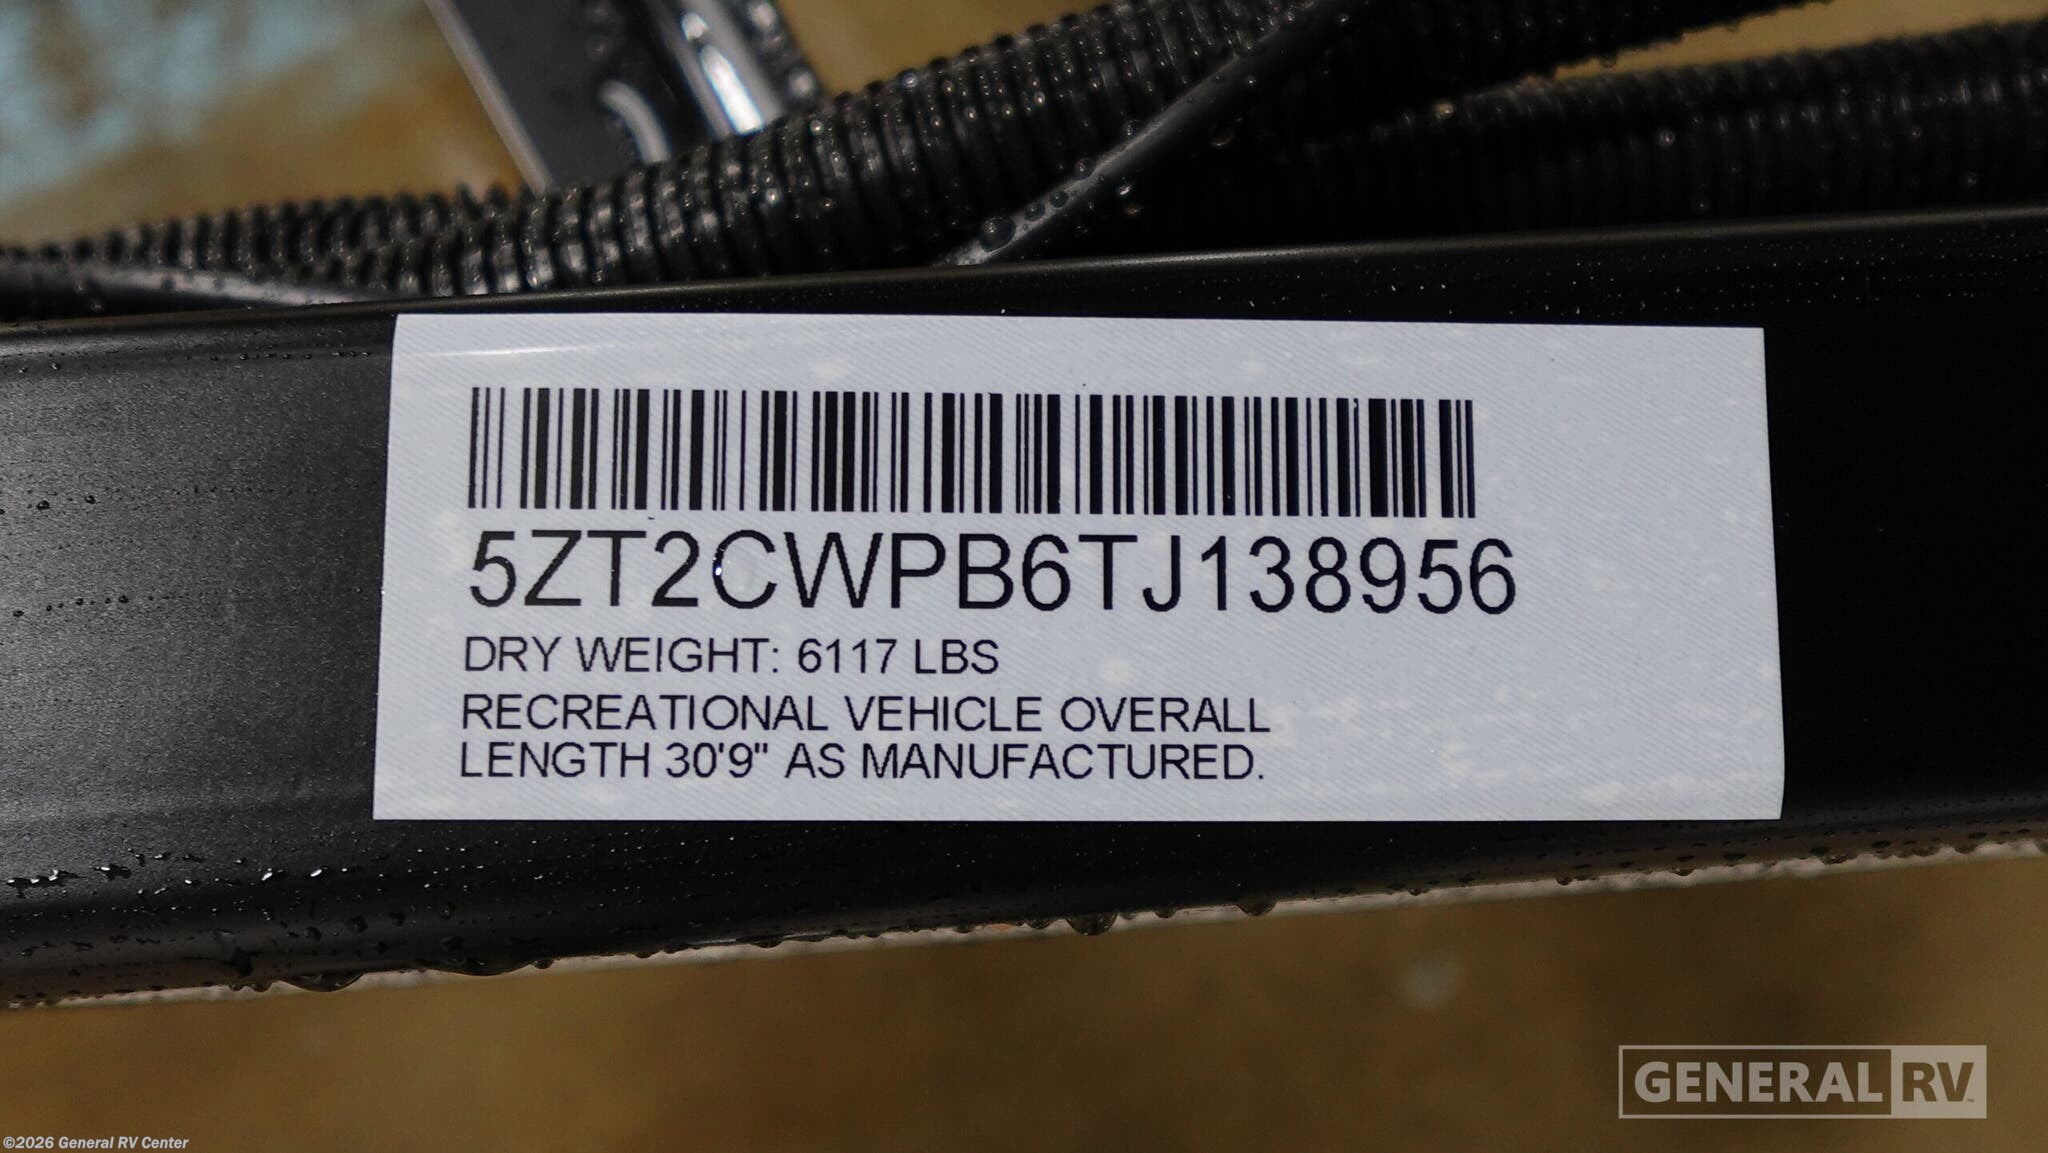 5ZT2CWPB6TJ138956
DRY WEIGHT: 6117 LBS
RECREATIONAL VEHICLE OVERALL
LENGTH 30'9" AS MANUFACTURED.
GENERAL RV
©2026 General RV Center